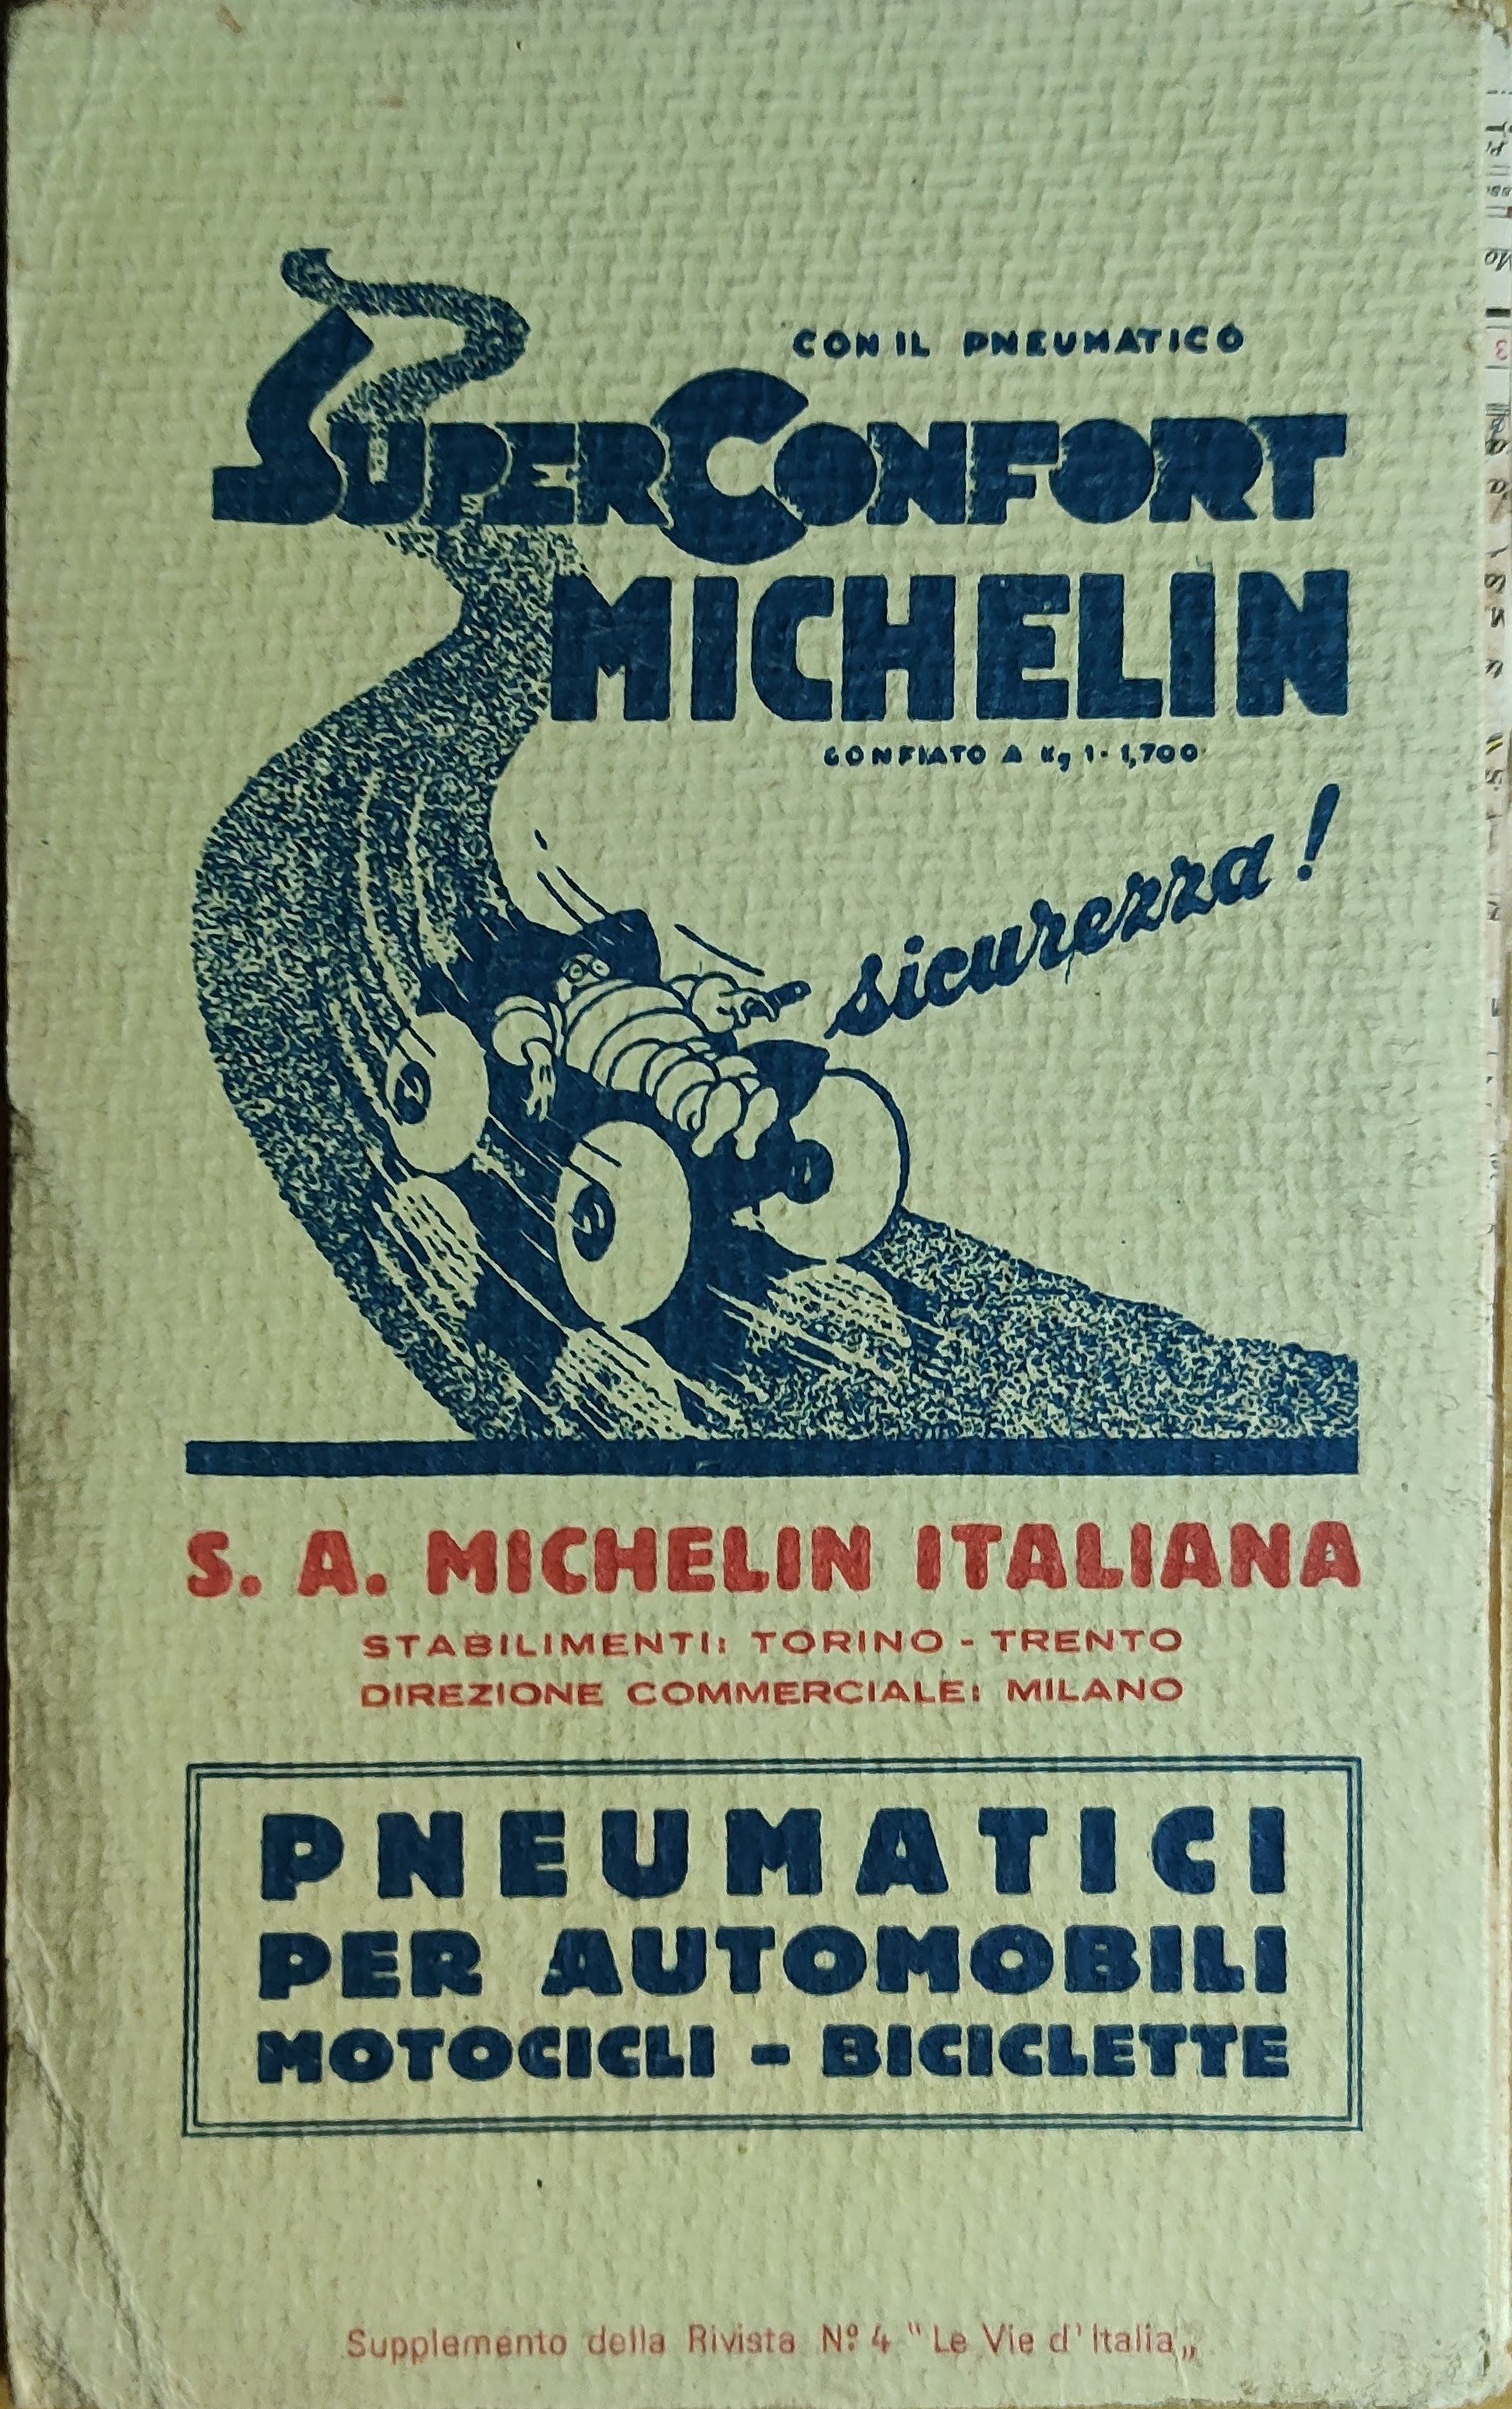 CON IL PNEUMATICO
SUPERCONFORT
MICHELIN
GONFIATO A Kg 1-1,700
sicurezza!
S. A. MICHELIN ITALIANA
STABILIMENTI: TORINO - TRENTO
DIREZIONE COMMERCIALE: MILANO
PNEUMATICI
PER AUTOMOBILI
MOTOCICLI - BICICLETTE
Supplemento della Rivista Nº 4 "Le Vie d'Italia„